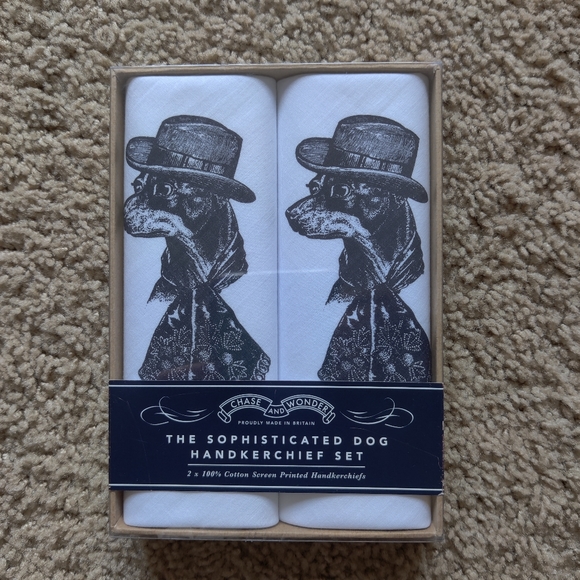 CHASE AND WONDER
PROUDLY MADE IN BRITAIN
THE SOPHISTICATED DOG
HANDKERCHIEF SET
2 x 100% Cotton Screen Printed Handkerchiefs